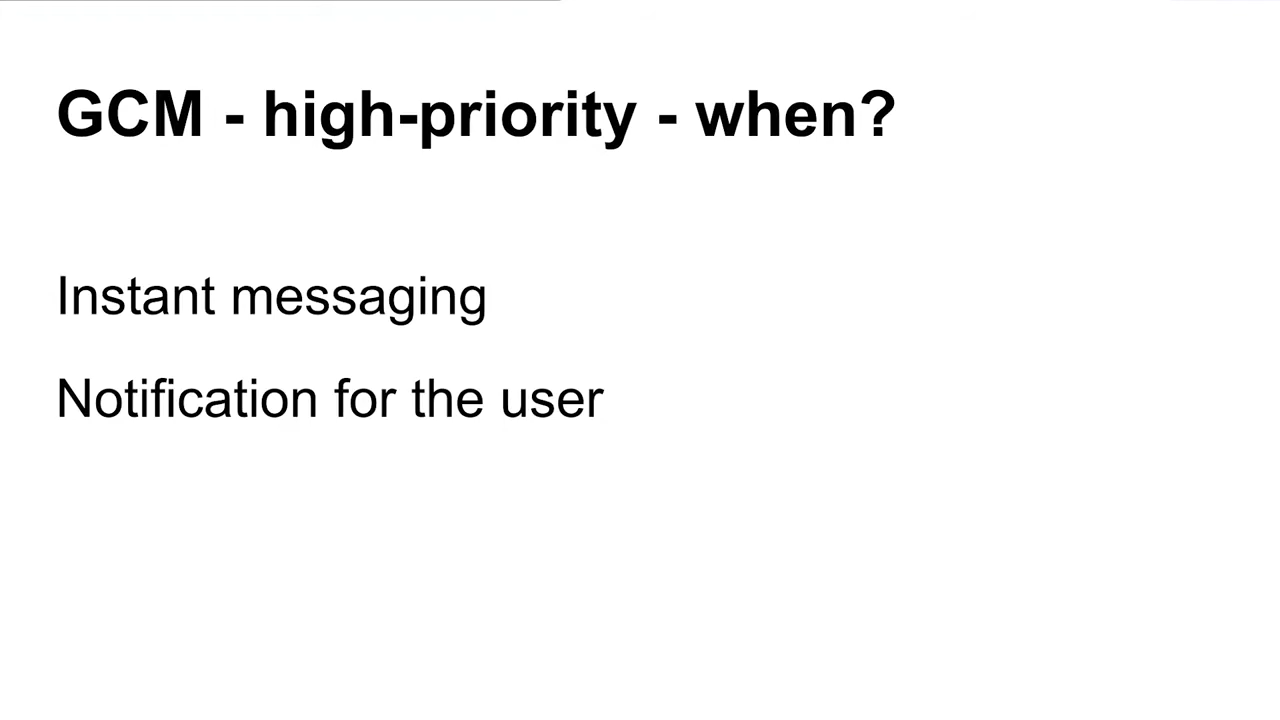 GCM - high-priority - when?
Instant messaging
Notification for the user